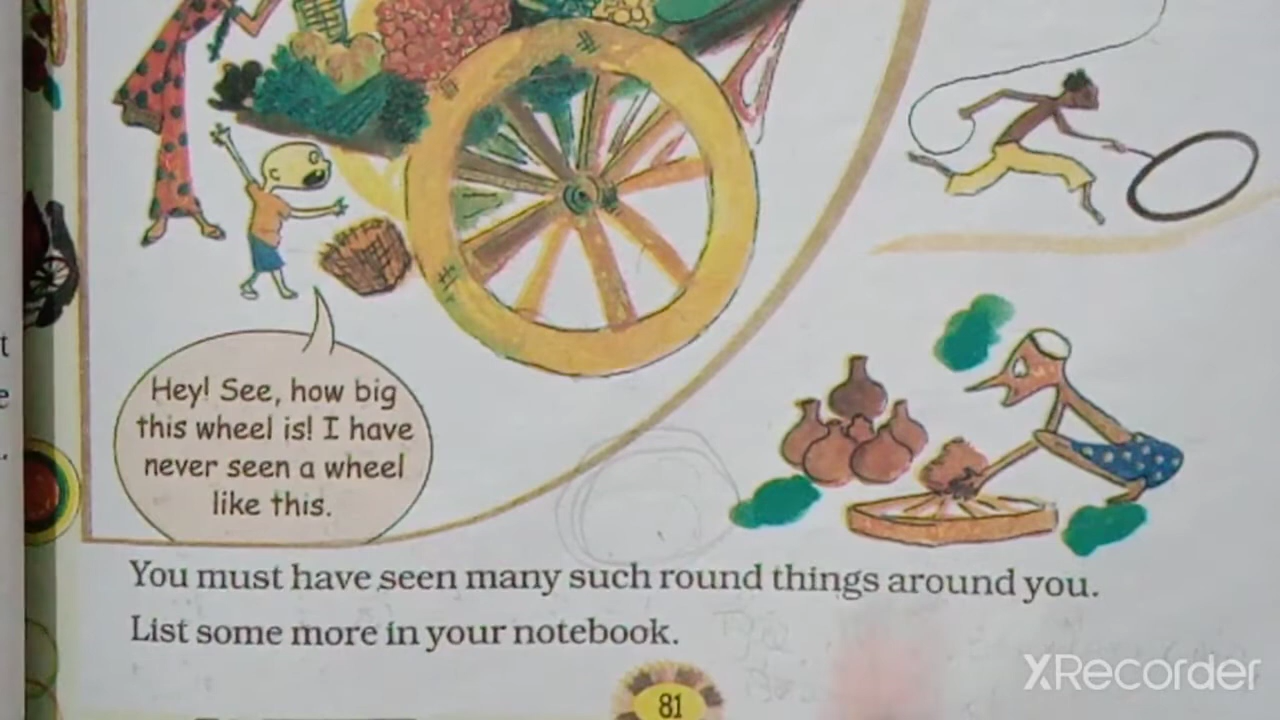 Hey! See, how big
this wheel is! I have
never seen a wheel
like this.
You must have seen many such round things around you.
List some more in your notebook.
81
XRecorder